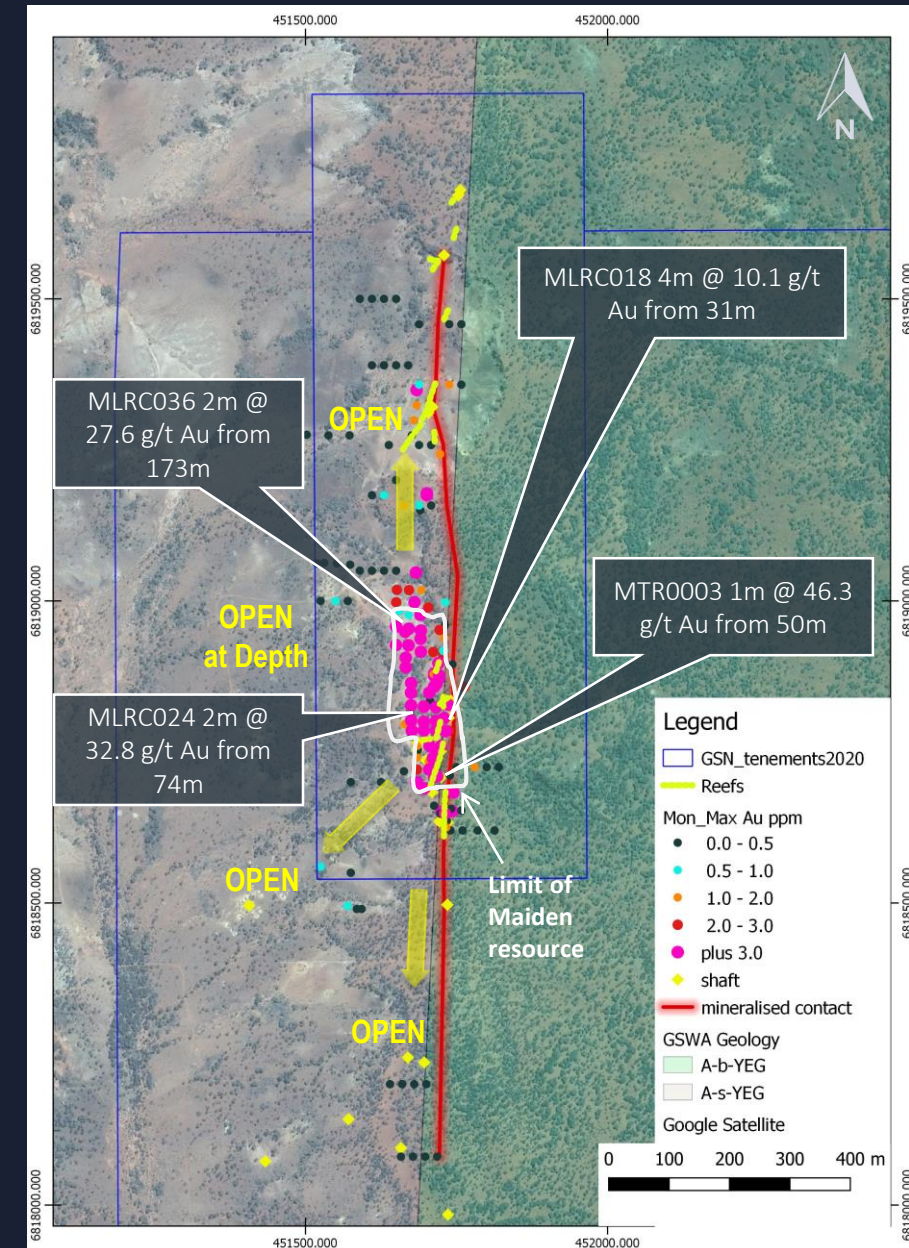 451500.000
452000.000
N
6819500.000
6819500.000
MLRC018 4m @ 10.1 g/t
Au from 31m
MLRC036 2m @
27.6 g/t Au from
173m
OPEN
6819000.000
6819000.000
MTR0003 1m @ 46.3
g/t Au from 50m
OPEN
at Depth
MLRC024 2m @
32.8 g/t Au from
74m
Legend
GSN_tenements2020
Reefs
Mon_Max Au ppm
0.0 - 0.5
0.5 - 1.0
1.0 - 2.0
2.0 - 3.0
plus 3.0
shaft
mineralised contact
GSWA Geology
A-b-YEG
A-s-YEG
Google Satellite
OPEN
Limit of
Maiden
resource
6818500.000
6818500.000
OPEN
0 100 200 300 400 m
6818000.000
6818000.000
451500.000
452000.000